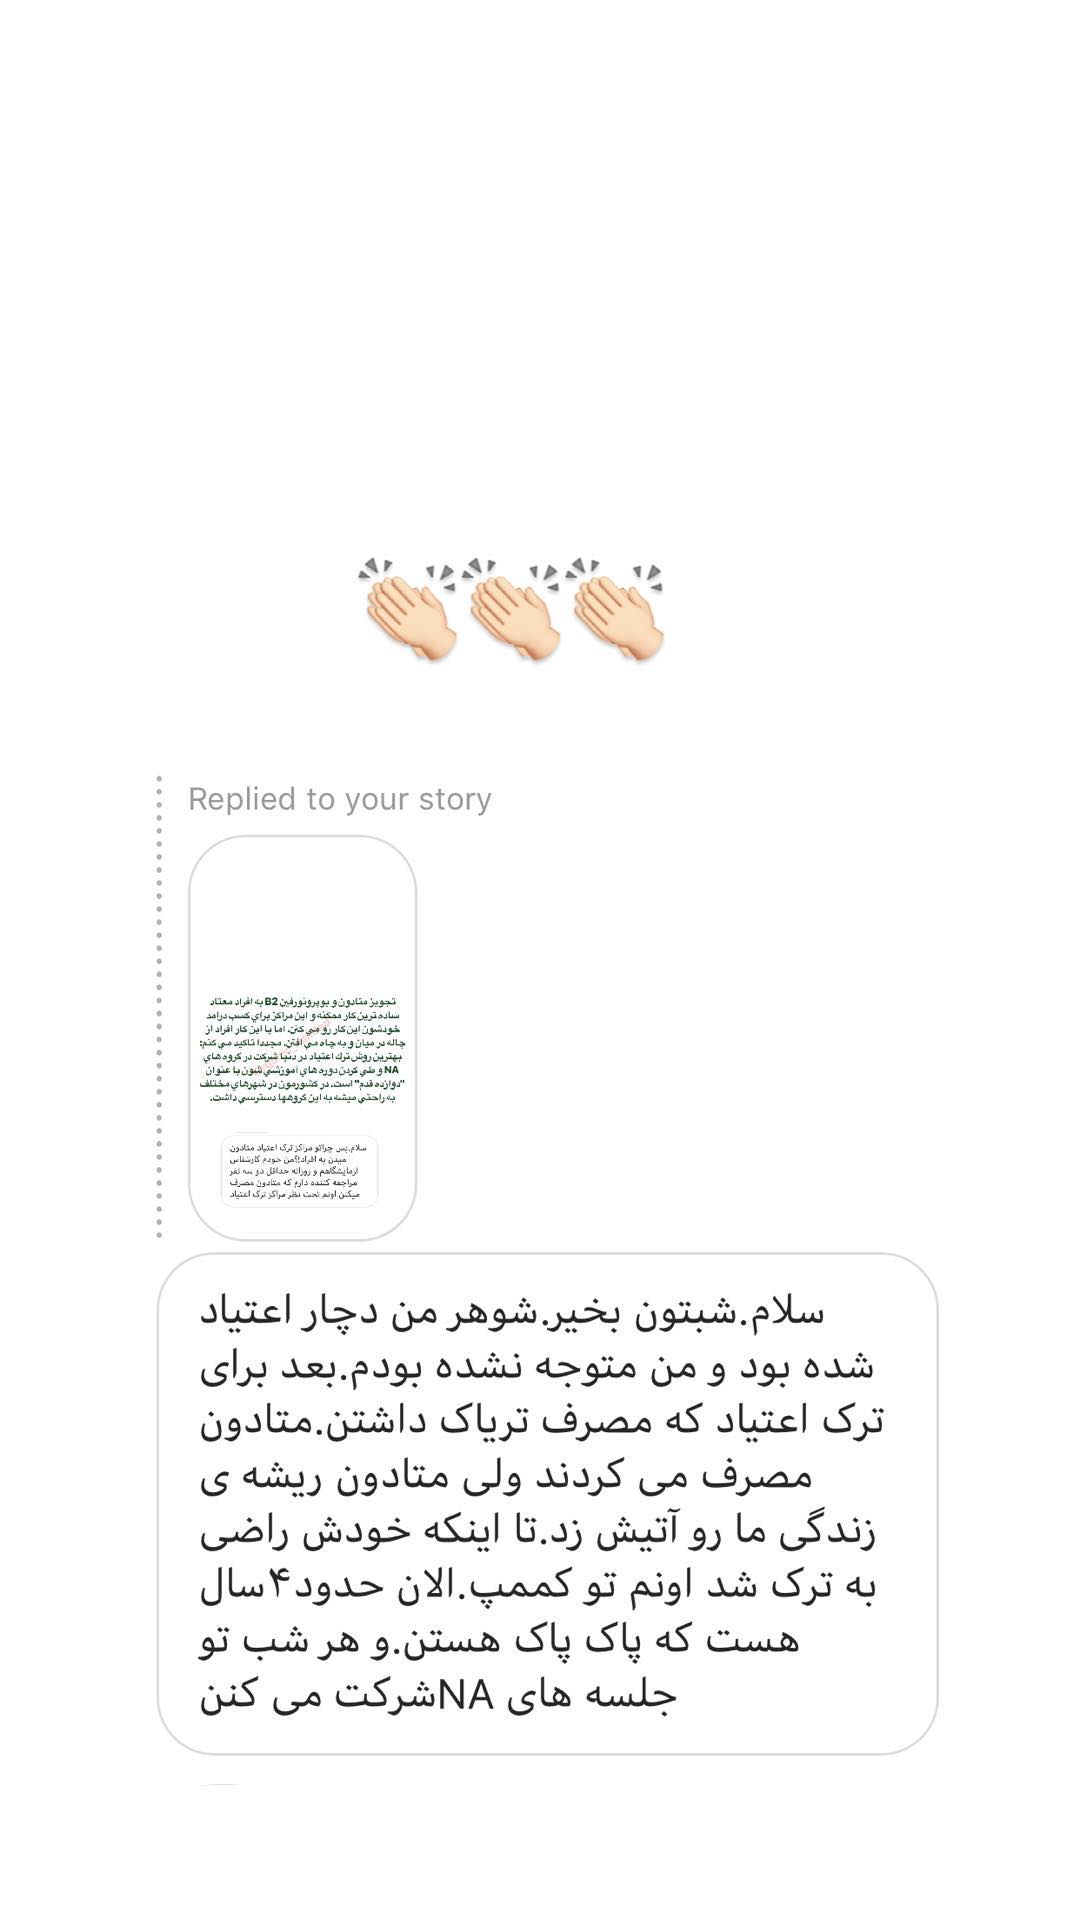 Replied to your story
تجویز متادون و بوپرونورفین B2 به افراد معتاد
ساده ترین کار ممکنه و این مراکز برای کسب درامد
خودشون این کار رو می کنن. اما با این کار افراد از
چاله در میان و به چاه می افتن. مجددا تاکید می کنم:
بهترین روش ترك اعتیاد در دنیا شرکت در گروه های
NA و طی کردن دوره های آموزشی شون با عنوان
"دوازده قدم" است. در کشورمون در شهرهای مختلف
به راحتی میشه به این گروهها دسترسی داشت.
سلام.پس چراتو مراکز ترک اعتیاد متادون
میدن به افراد!؟من خودم کارشناس
ازمایشگاهم و روزانه حداقل دو سه نفر
مراجعه کننده دارم که متادون مصرف
میکنن اونم تحت نظر مراکز ترک اعتیاد
سلام.شبتون بخیر.شوهر من دچار اعتیاد
شده بود و من متوجه نشده بودم.بعد برای
ترک اعتیاد که مصرف تریاک داشتن.متادون
مصرف می کردند ولی متادون ریشه ی
زندگی ما رو آتیش زد.تا اینکه خودش راضی
به ترک شد اونم تو کممپ.الان حدود۴سال
هست که پاک پاک هستن.و هر شب تو
جلسه های NAشرکت می کنن